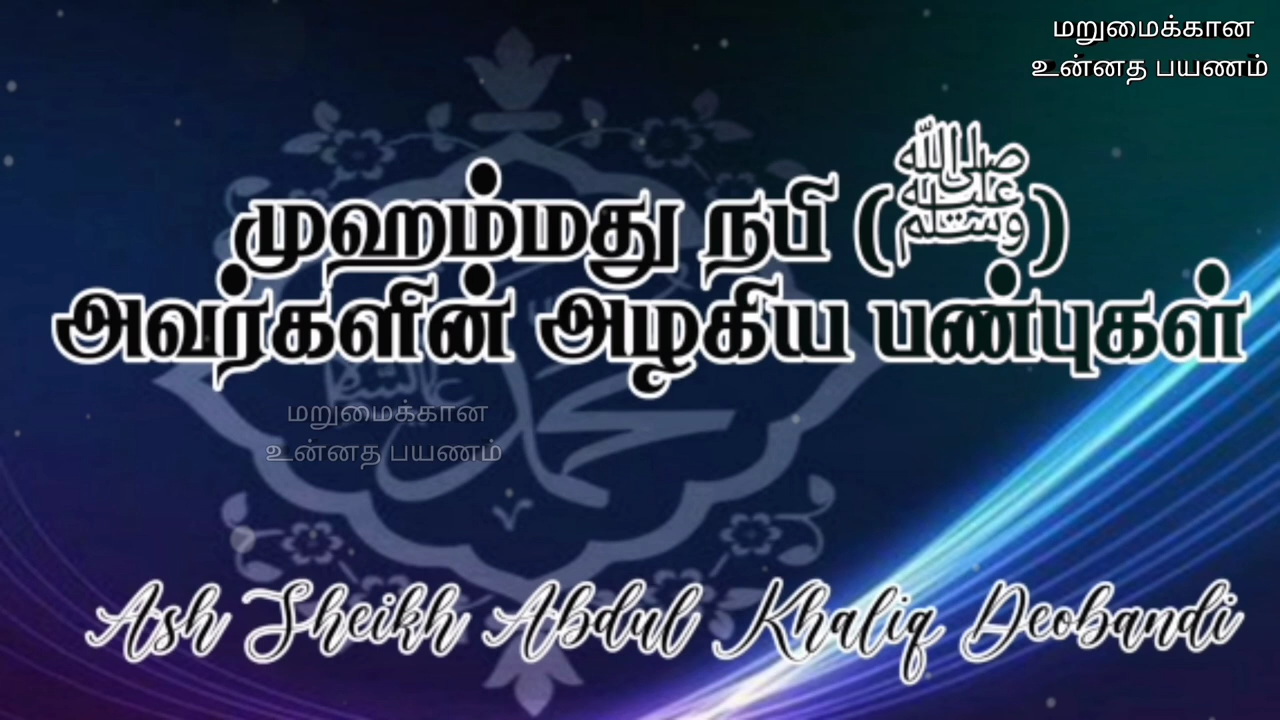 மறுமைக்கான
உன்னத பயணம்
முஹம்மது நபி (ﷺ)
அவர்களின் அழகிய பண்புகள்
محمد
மறுமைக்கான
உன்னத பயணம்
Ash Sheikh Abdul Khaliq Deobandi